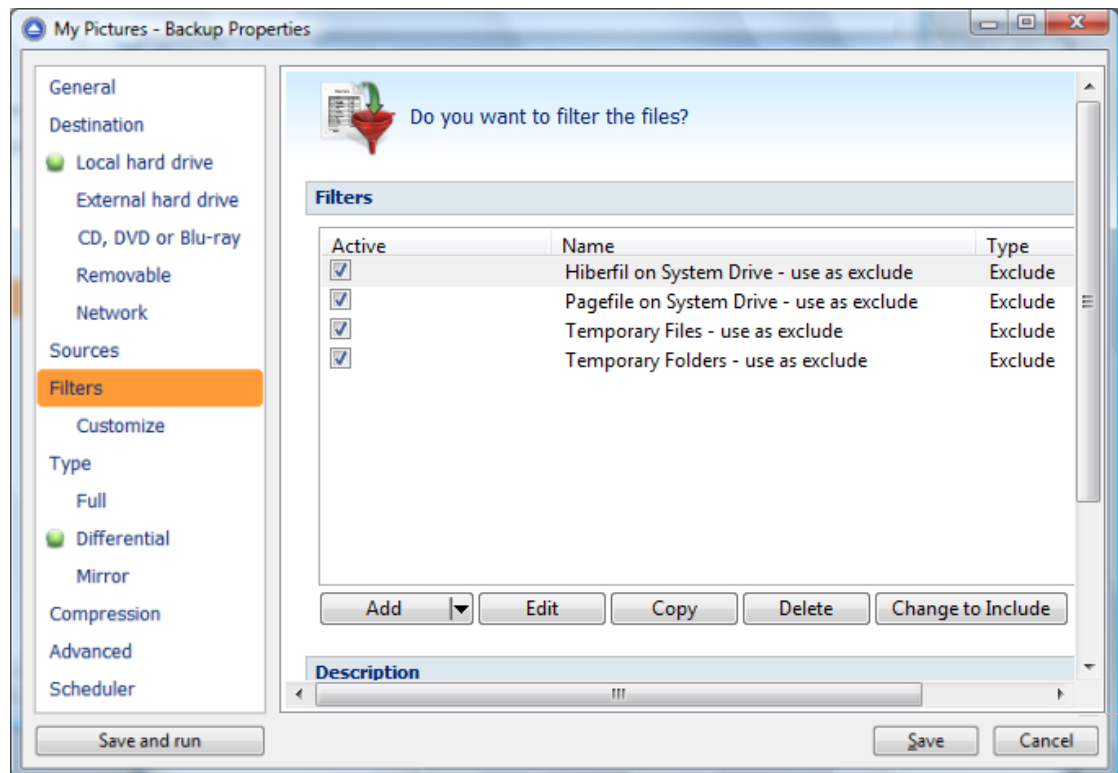 My Pictures - Backup Properties
General
Destination
Local hard drive
External hard drive
CD, DVD or Blu-ray
Removable
Network
Sources
Filters
Customize
Type
Full
Differential
Mirror
Compression
Advanced
Scheduler
Do you want to filter the files?
Filters
Active Name Type
Hiberfil on System Drive - use as exclude Exclude
Pagefile on System Drive - use as exclude Exclude
Temporary Files - use as exclude Exclude
Temporary Folders - use as exclude Exclude
Add Edit Copy Delete Change to Include
Description
Save and run Save Cancel